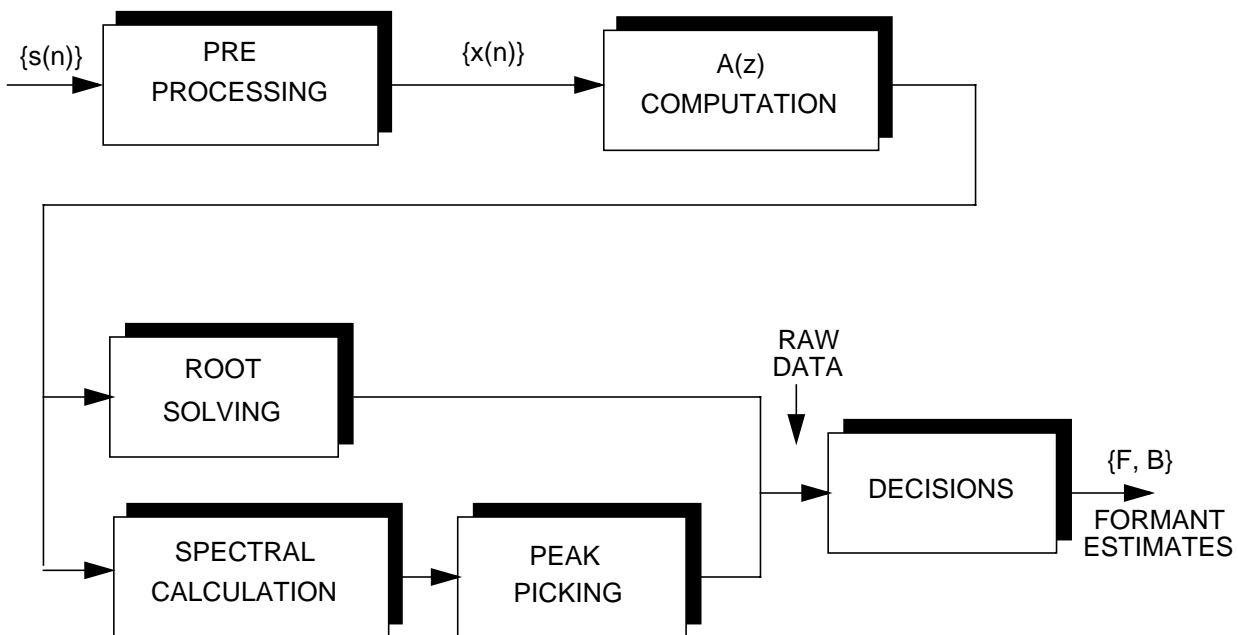 {s(n)}
PRE
PROCESSING
{x(n)}
A(z)
COMPUTATION
ROOT
SOLVING
RAW
DATA
DECISIONS
{F, B}
FORMANT
ESTIMATES
SPECTRAL
CALCULATION
PEAK
PICKING